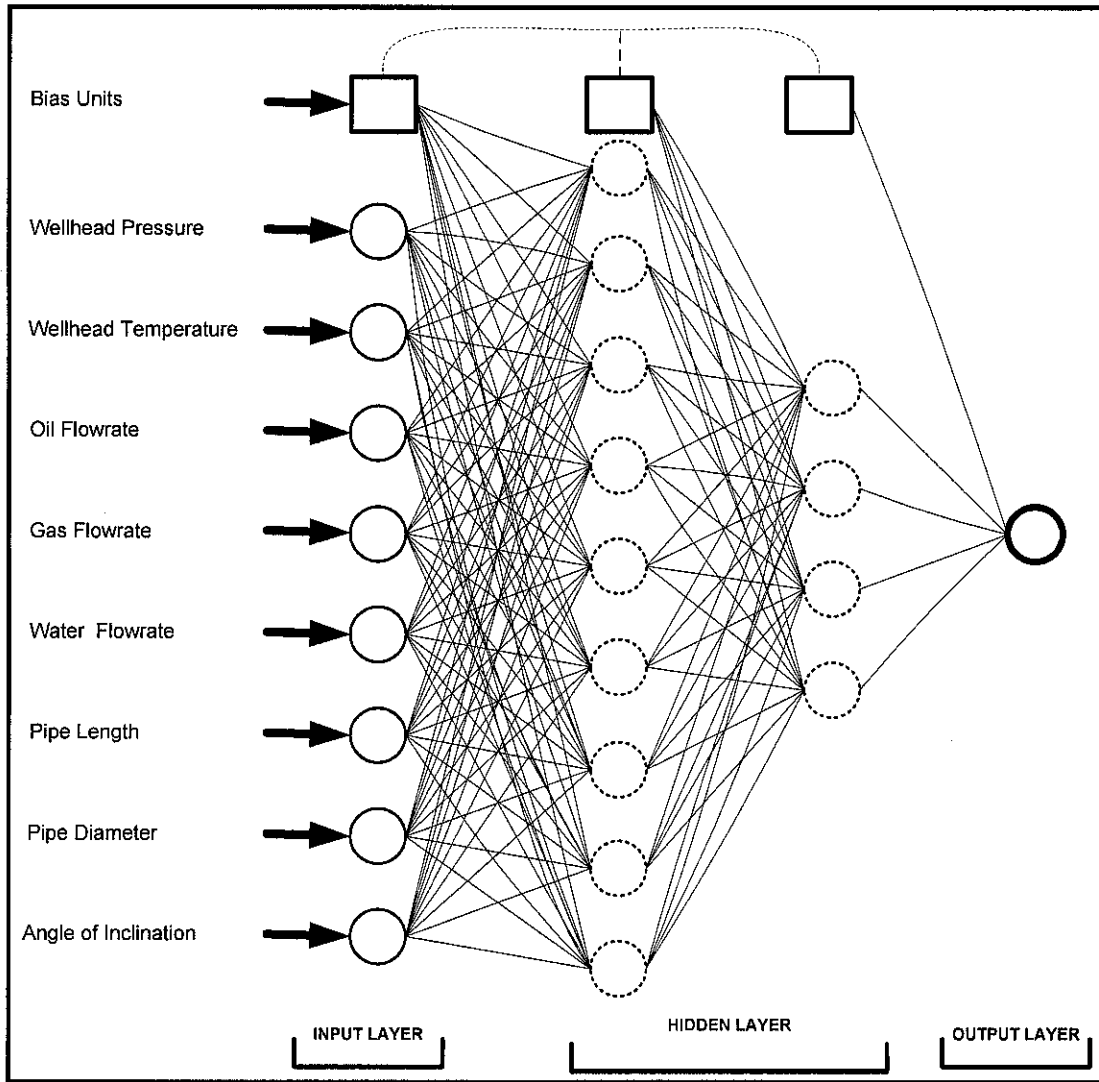 Bias Units
Wellhead Pressure
Wellhead Temperature
Oil Flowrate
Gas Flowrate
Water Flowrate
Pipe Length
Pipe Diameter
Angle of Inclination
INPUT LAYER
HIDDEN LAYER
OUTPUT LAYER